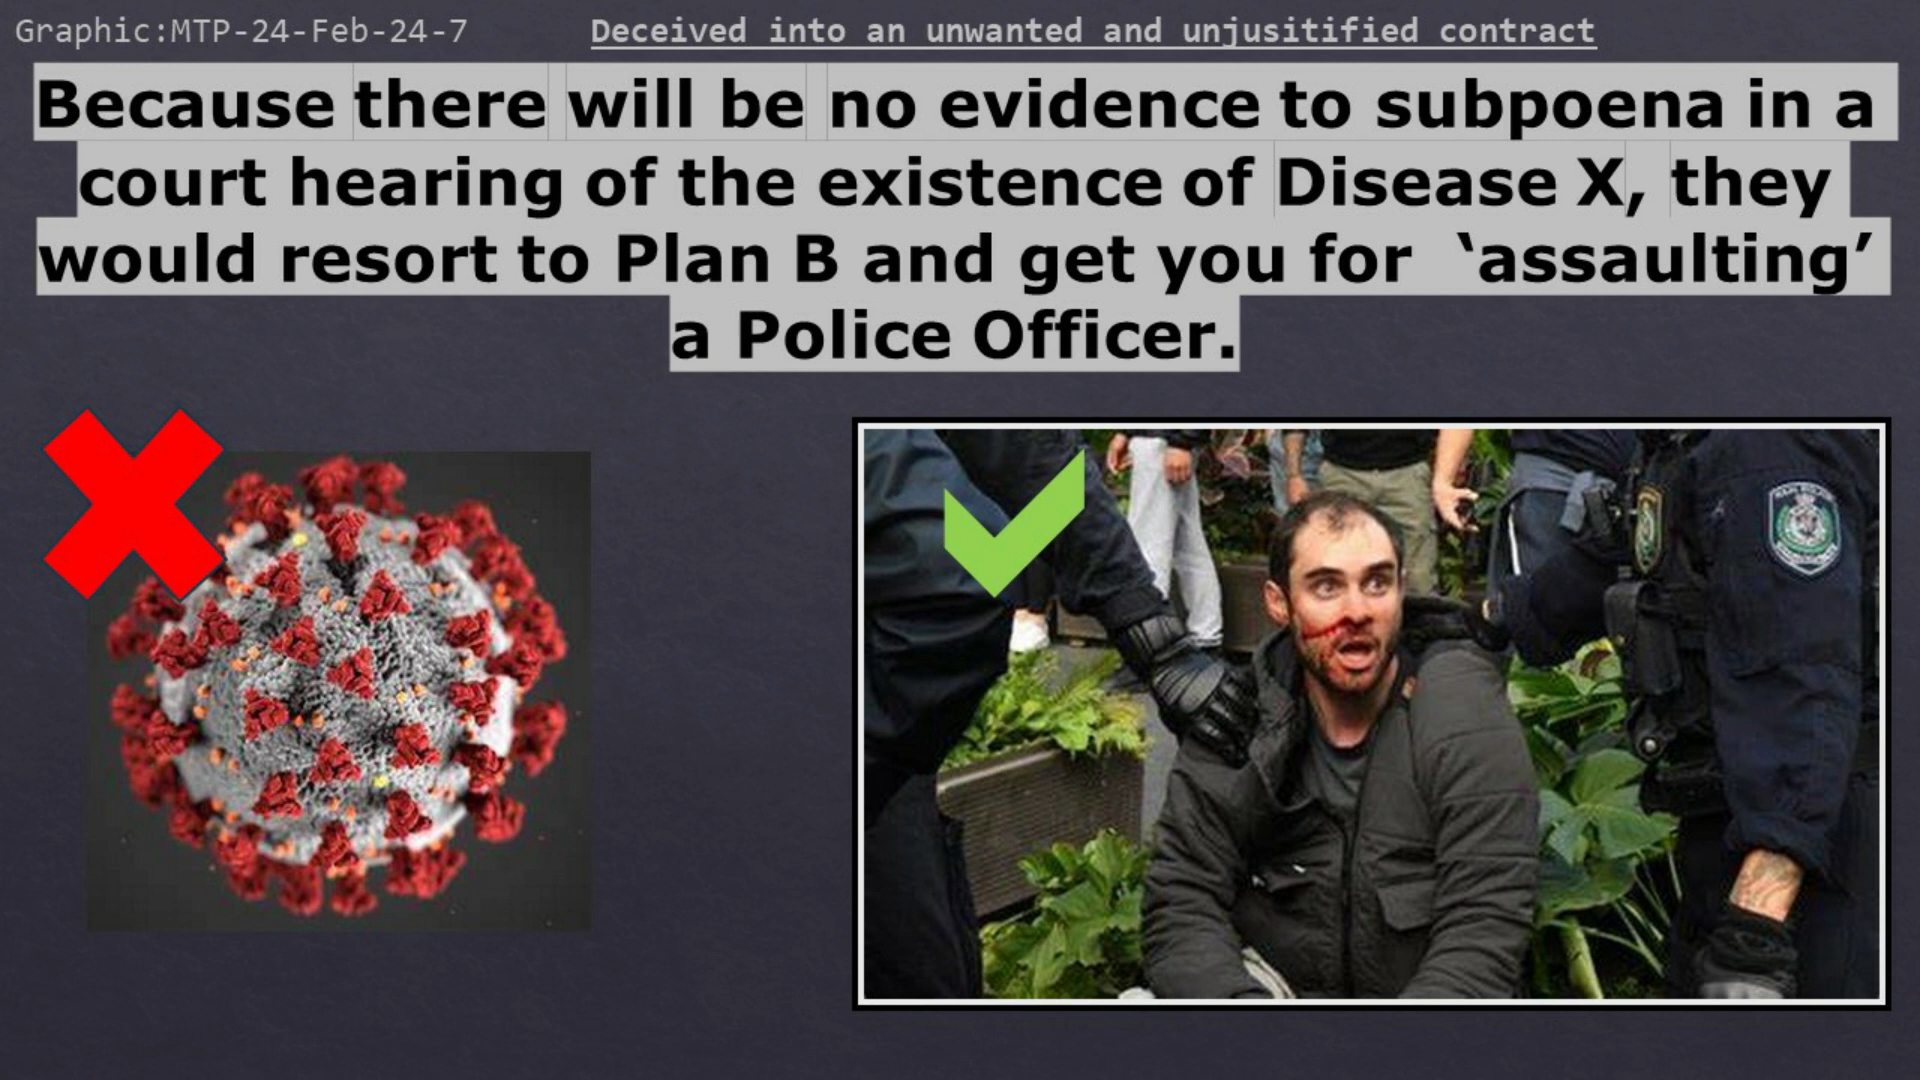 Graphic:MTP-24-Feb-24-7 Deceived into an unwanted and unjusitified contract
Because there will be no evidence to subpoena in a
court hearing of the existence of Disease X, they
would resort to Plan B and get you for ‘assaulting’
a Police Officer.